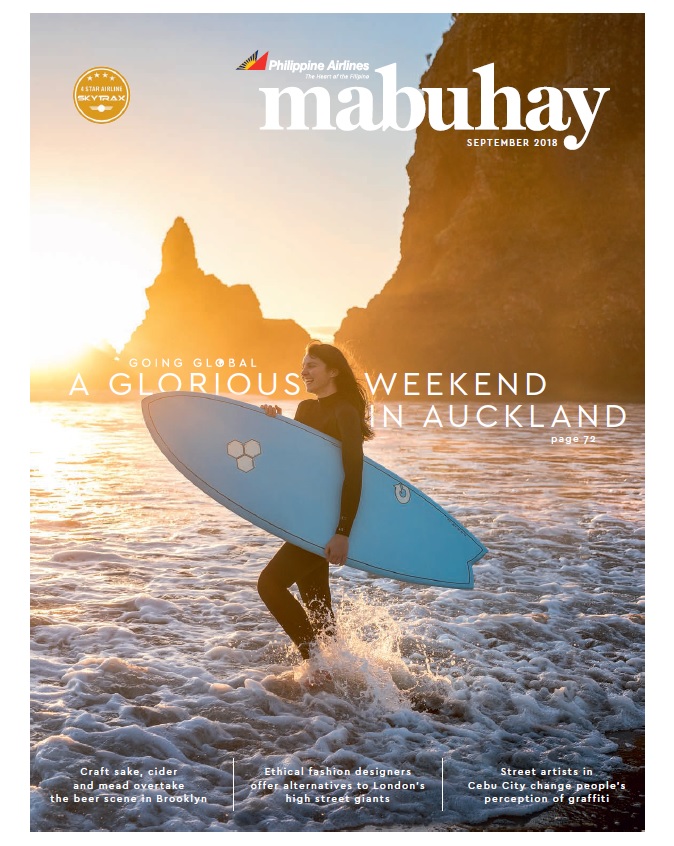 Philippine Airlines
The Heart of the Filipino
4 STAR AIRLINE
SKYTRAX
mabuhay
SEPTEMBER 2018
GOING GLOBAL
A GLORIOUS WEEKEND
IN AUCKLAND
page 72
Craft sake, cider
and mead overtake
the beer scene in Brooklyn
Ethical fashion designers
offer alternatives to London's
high street giants
Street artists in
Cebu City change people's
perception of graffiti